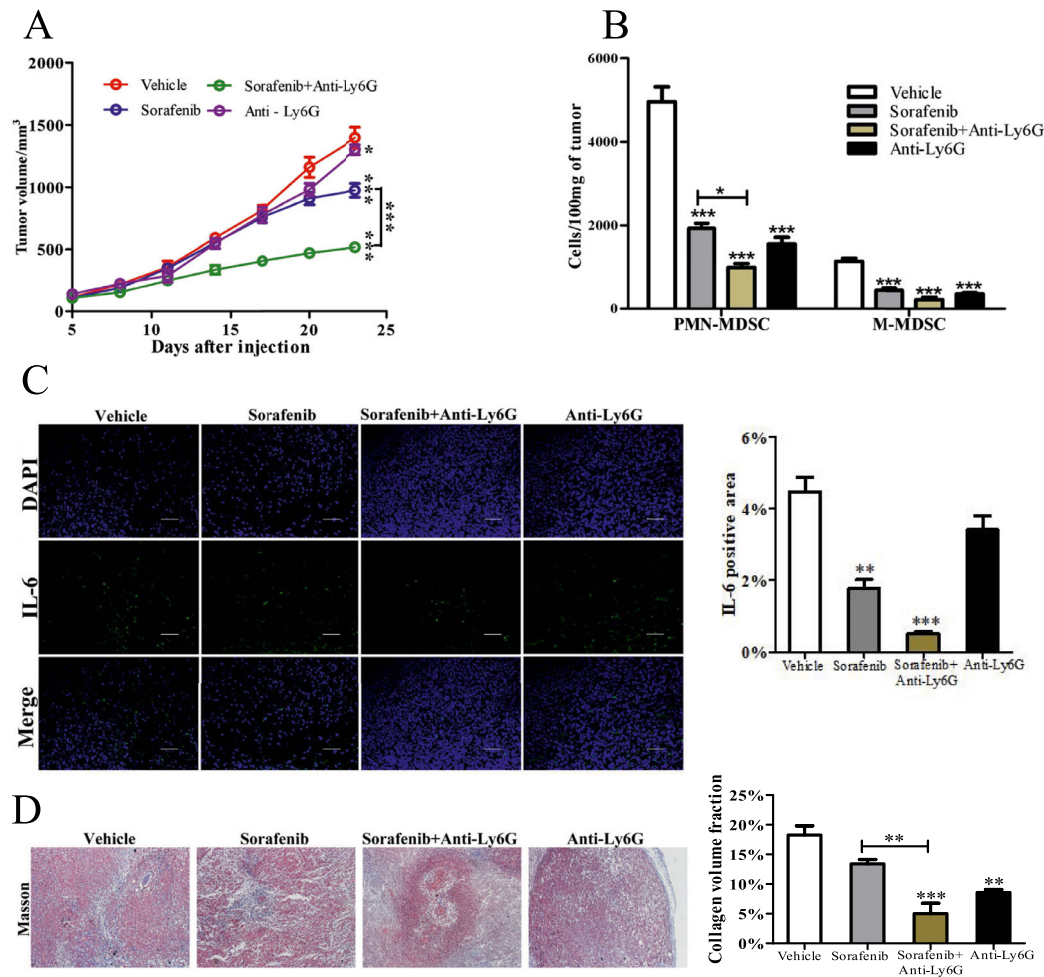 A
2000
1500
1000
500
0
Tumor volume/mm³
Vehicle
Sorafenib+Anti-Ly6G
Sorafenib
Anti - Ly6G
*
***
***
***
5
10
15
20
25
Days after injection
B
6000
4000
2000
0
Cells/100mg of tumor
Vehicle
Sorafenib
Sorafenib+Anti-Ly6G
Anti-Ly6G
*
***
***
***
***
***
***
PMN-MDSC
M-MDSC
C
Vehicle
Sorafenib
Sorafenib+Anti-Ly6G
Anti-Ly6G
DAPI
IL-6
Merge
6%
4%
2%
0%
IL-6 positive area
**
***
Vehicle
Sorafenib
Sorafenib+
Anti-Ly6G
Anti-Ly6G
D
Vehicle
Sorafenib
Sorafenib+Anti-Ly6G
Anti-Ly6G
Masson
25%
20%
15%
10%
5%
0%
Collagen volume fraction
**
***
**
Vehicle
Sorafenib
Sorafenib+
Anti-Ly6G
Anti-Ly6G